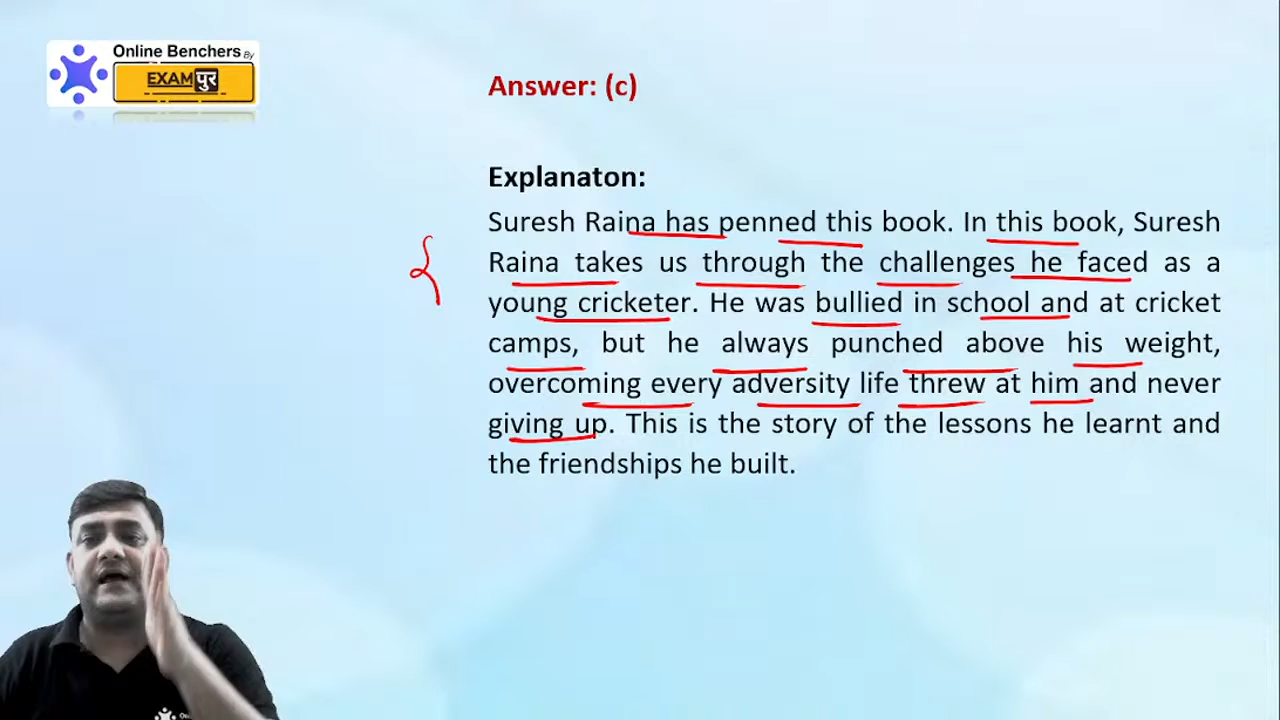 Online Benchers By
EXAMपुर
Answer: (c)
Explanaton:
Suresh Raina has penned this book. In this book, Suresh
Raina takes us through the challenges he faced as a
young cricketer. He was bullied in school and at cricket
camps, but he always punched above his weight,
overcoming every adversity life threw at him and never
giving up. This is the story of the lessons he learnt and
the friendships he built.